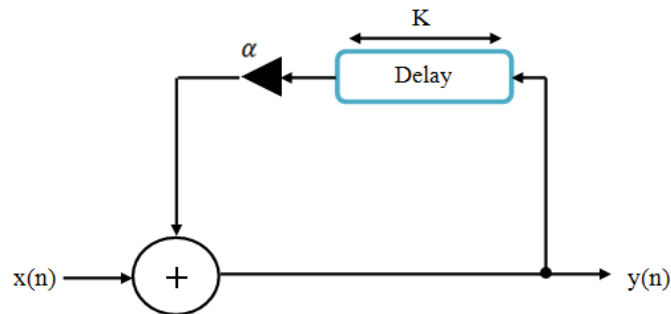 K
α
Delay
x(n)
+
y(n)